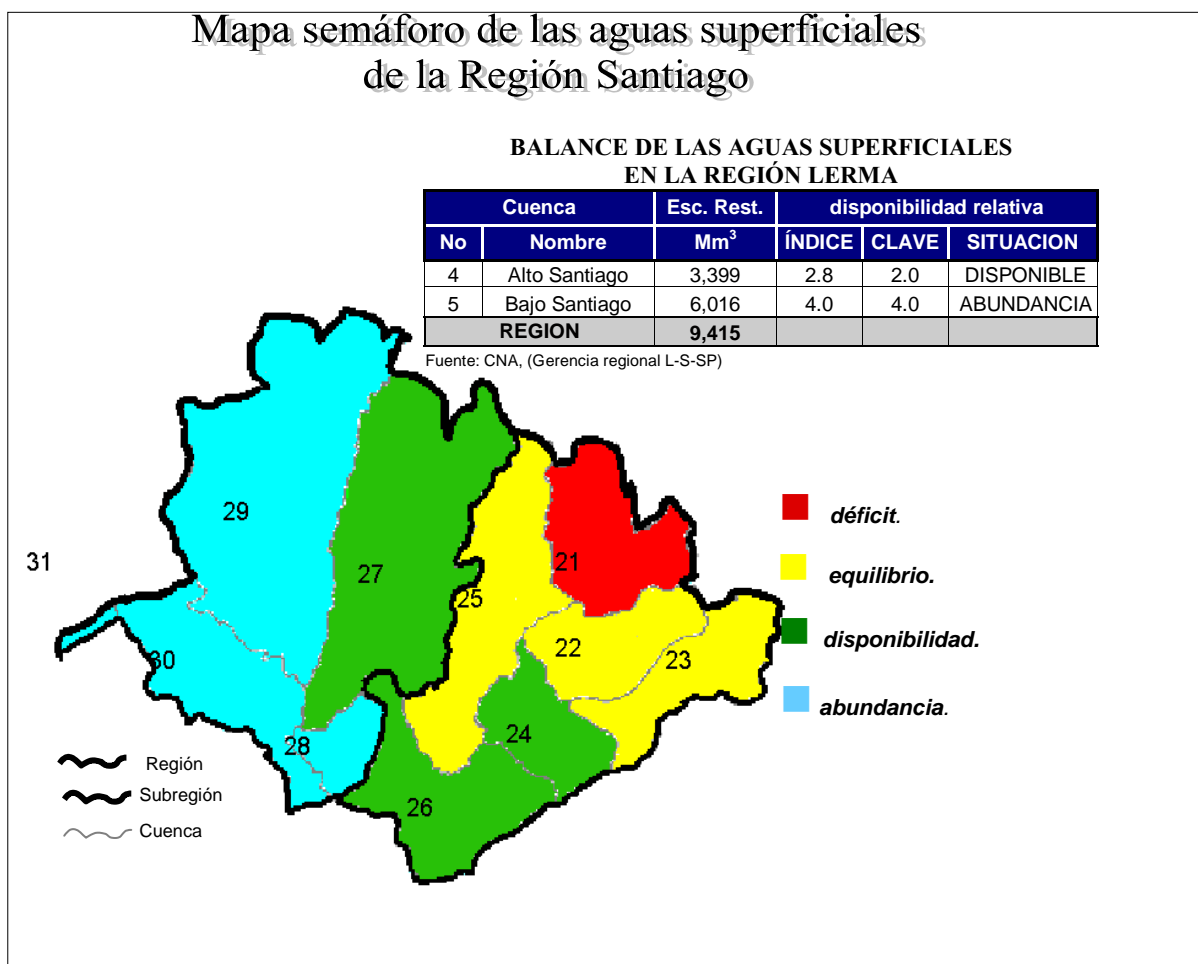 Mapa semáforo de las aguas superficiales
de la Región Santiago
BALANCE DE LAS AGUAS SUPERFICIALES
EN LA REGIÓN LERMA
Cuenca Esc. Rest. disponibilidad relativa
No Nombre Mm³ ÍNDICE CLAVE SITUACION
4 Alto Santiago 3,399 2.8 2.0 DISPONIBLE
5 Bajo Santiago 6,016 4.0 4.0 ABUNDANCIA
REGION 9,415
Fuente: CNA, (Gerencia regional L-S-SP)
29
31
27
21
25
22
23
30
28
24
26
déficit.
equilibrio.
disponibilidad.
abundancia.
Región
Subregión
Cuenca